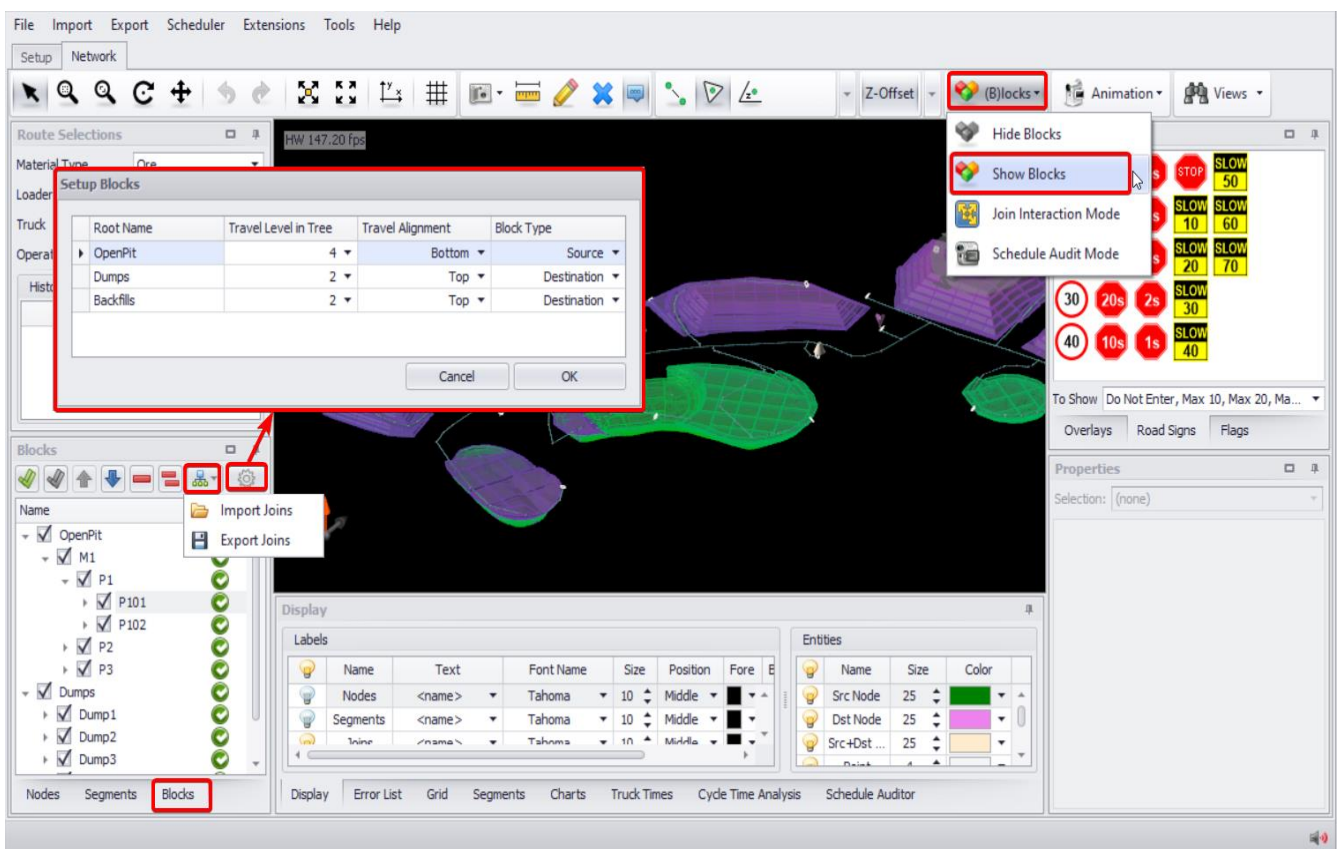 File Import Export Scheduler Extensions Tools Help
Setup Network
Z-Offset (B)locks Animation Views
Route Selections
HW 147.20 fps
Hide Blocks
Show Blocks
Join Interaction Mode
Schedule Audit Mode
Material Type Ore
Loader
Truck
Operat
Histo
Setup Blocks
Root Name Travel Level in Tree Travel Alignment Block Type
OpenPit 4 Bottom Source
Dumps 2 Top Destination
Backfills 2 Top Destination
Cancel OK
s STOP SLOW 50
s SLOW 10 SLOW 60
s SLOW 20 SLOW 70
30 20s 2s SLOW 30
40 10s 1s SLOW 40
To Show Do Not Enter, Max 10, Max 20, Ma...
Overlays Road Signs Flags
Blocks
Import Joins
Export Joins
Name
OpenPit
M1
P1
P101
P102
P2
P3
Dumps
Dump1
Dump2
Dump3
Nodes Segments Blocks
Display
Labels
Name Text Font Name Size Position Fore B
Nodes <name> Tahoma 10 Middle
Segments <name> Tahoma 10 Middle
Joins <name> Tahoma 10 Middle
Entities
Name Size Color
Src Node 25
Dst Node 25
Src+Dst ... 25
Point 4
Display Error List Grid Segments Charts Truck Times Cycle Time Analysis Schedule Auditor
Properties
Selection: (none)